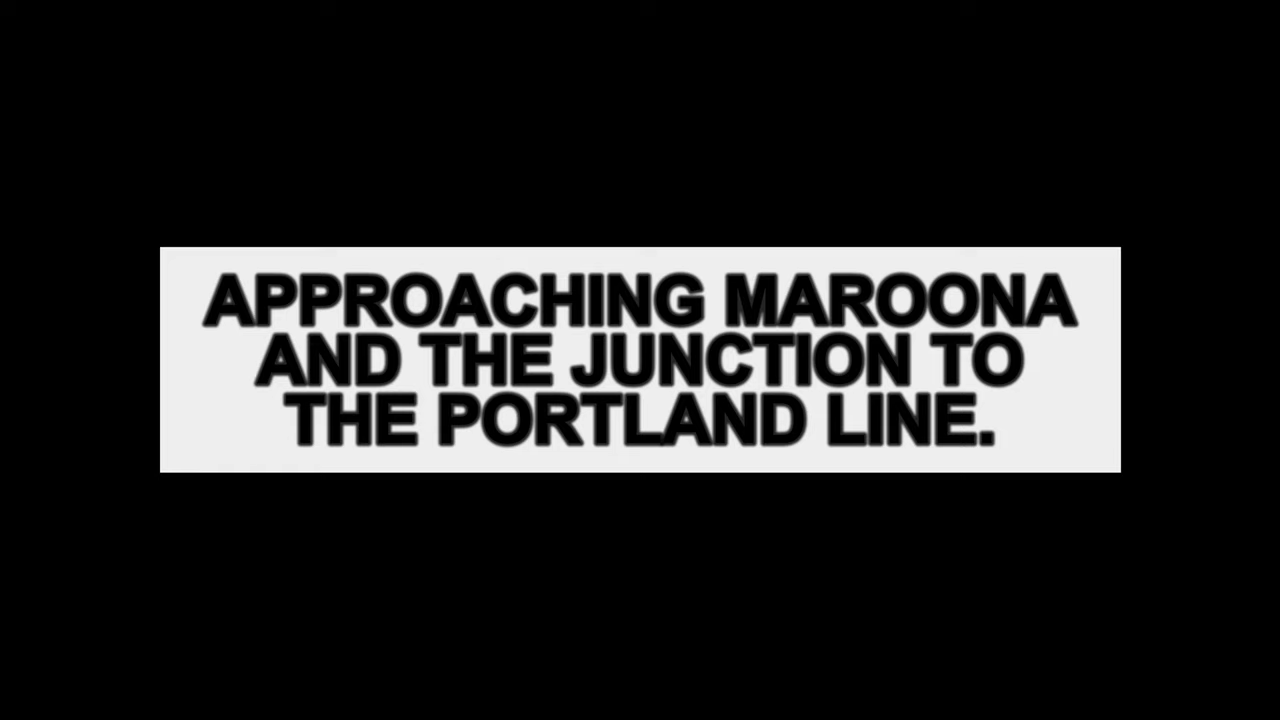 APPROACHING MAROONA
AND THE JUNCTION TO
THE PORTLAND LINE.